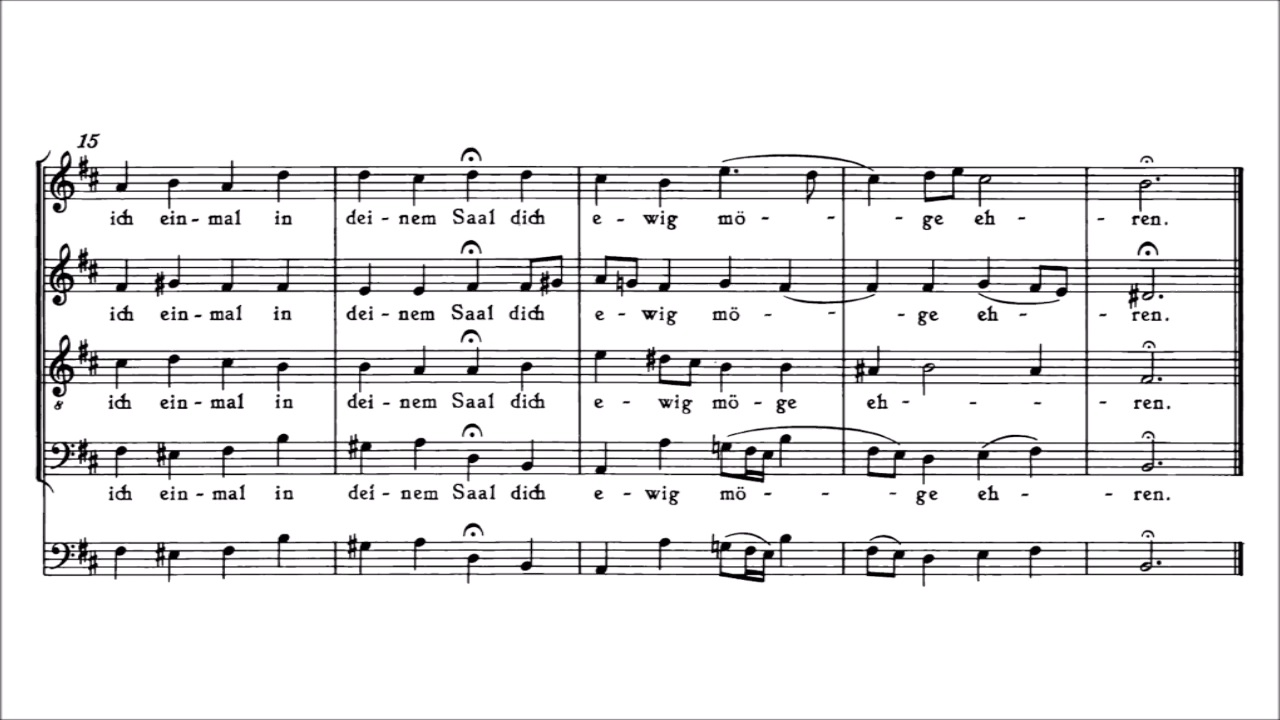 15
ich ein - mal in dei - nem Saal dich e - wig mö - - ge eh - - ren.
ich ein - mal in dei - nem Saal dich e - wig mö - - ge eh - - ren.
8
ich ein - mal in dei - nem Saal dich e - wig mö - ge eh - - - - ren.
ich ein - mal in dei - nem Saal dich e - wig mö - - - ge eh - - ren.